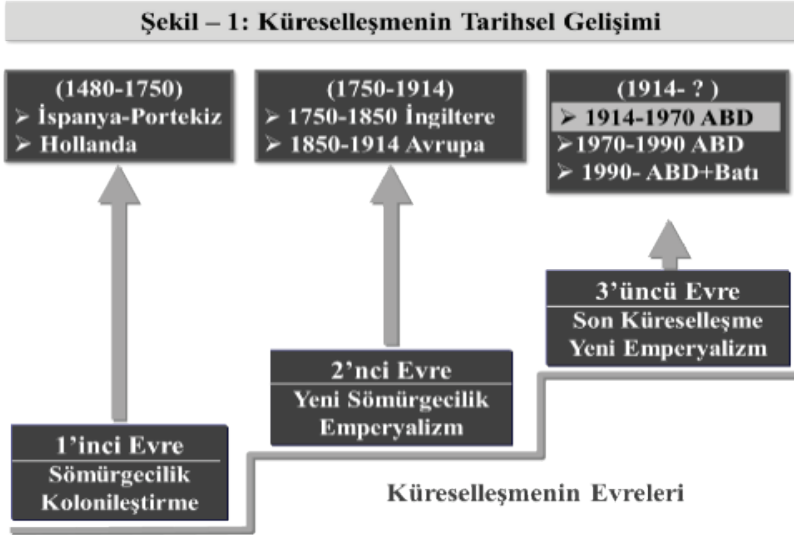 Şekil – 1: Küreselleşmenin Tarihsel Gelişimi
(1480-1750)
➢ İspanya-Portekiz
➢ Hollanda
(1750-1914)
➢ 1750-1850 İngiltere
➢ 1850-1914 Avrupa
(1914- ? )
➢ 1914-1970 ABD
➢1970-1990 ABD
➢ 1990- ABD+Batı
3’üncü Evre
Son Küreselleşme
Yeni Emperyalizm
2’nci Evre
Yeni Sömürgecilik
Emperyalizm
1’inci Evre
Sömürgecilik
Kolonileştirme
Küreselleşmenin Evreleri